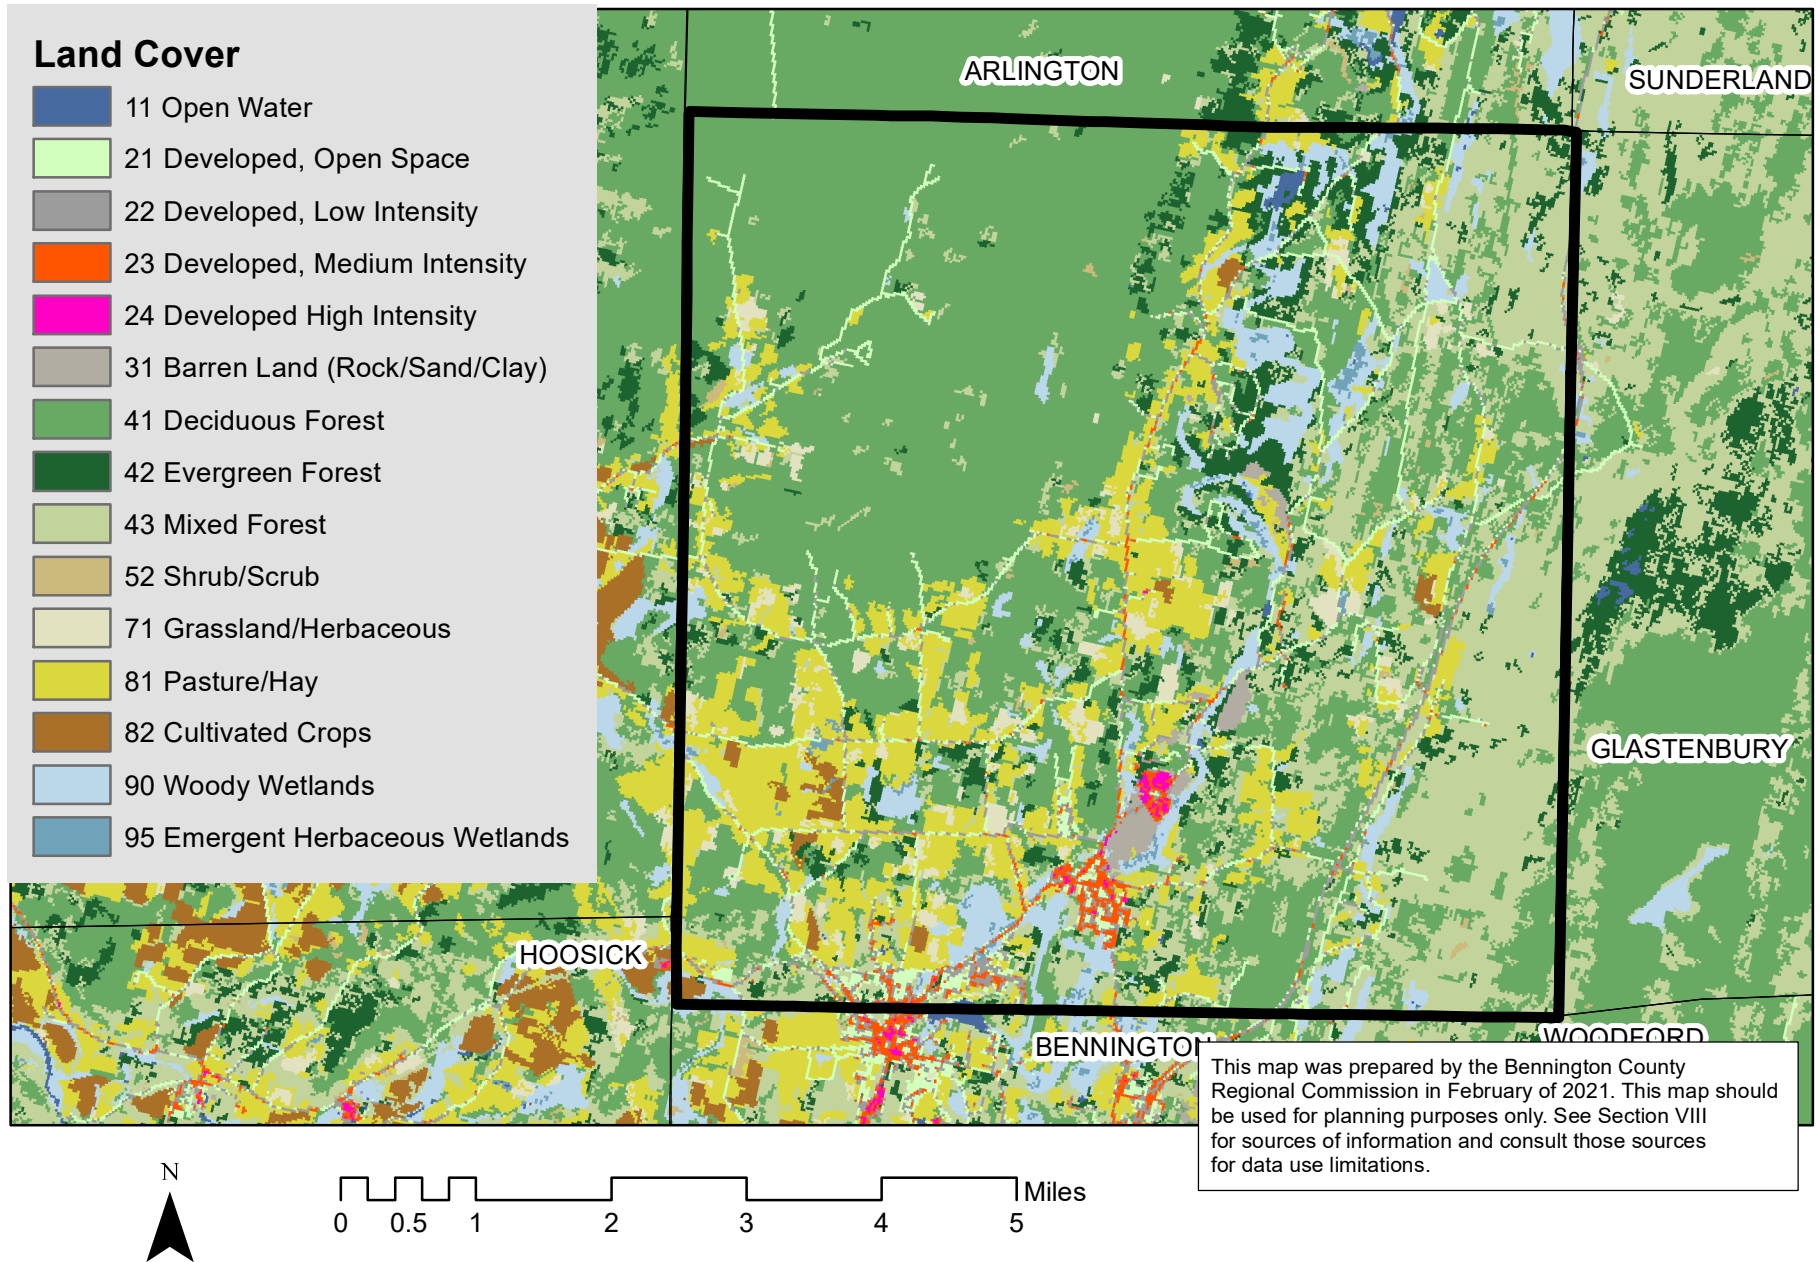 Land Cover
11 Open Water
21 Developed, Open Space
22 Developed, Low Intensity
23 Developed, Medium Intensity
24 Developed High Intensity
31 Barren Land (Rock/Sand/Clay)
41 Deciduous Forest
42 Evergreen Forest
43 Mixed Forest
52 Shrub/Scrub
71 Grassland/Herbaceous
81 Pasture/Hay
82 Cultivated Crops
90 Woody Wetlands
95 Emergent Herbaceous Wetlands
ARLINGTON
SUNDERLAND
GLASTENBURY
HOOSICK
BENNINGTON
WOODFORD
This map was prepared by the Bennington County
Regional Commission in February of 2021. This map should
be used for planning purposes only. See Section VIII
for sources of information and consult those sources
for data use limitations.
N
Miles
0 0.5 1 2 3 4 5